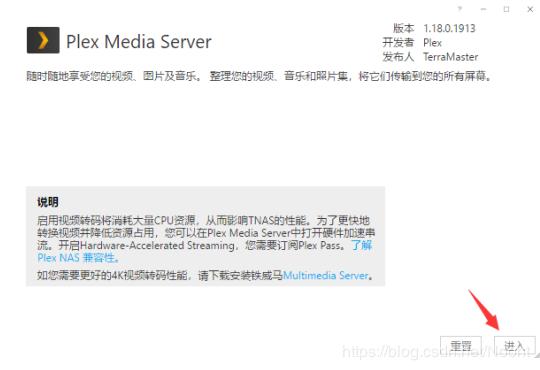 Plex Media Server
版本 1.18.0.1913
开发者 Plex
发布人 TerraMaster
随时随地享受您的视频、图片及音乐。 整理您的视频、音乐和照片集，将它们传输到您的所有屏幕。
说明
启用视频转码将消耗大量CPU资源，从而影响TNAS的性能。为了更快地
转换视频并降低资源占用，您可以在Plex Media Server中打开硬件加速串
流。开启Hardware-Accelerated Streaming，您需要订阅Plex Pass。了解
Plex NAS 兼容性。
如您需要更好的4K视频转码性能，请下载安装铁威马Multimedia Server。
重置 进入